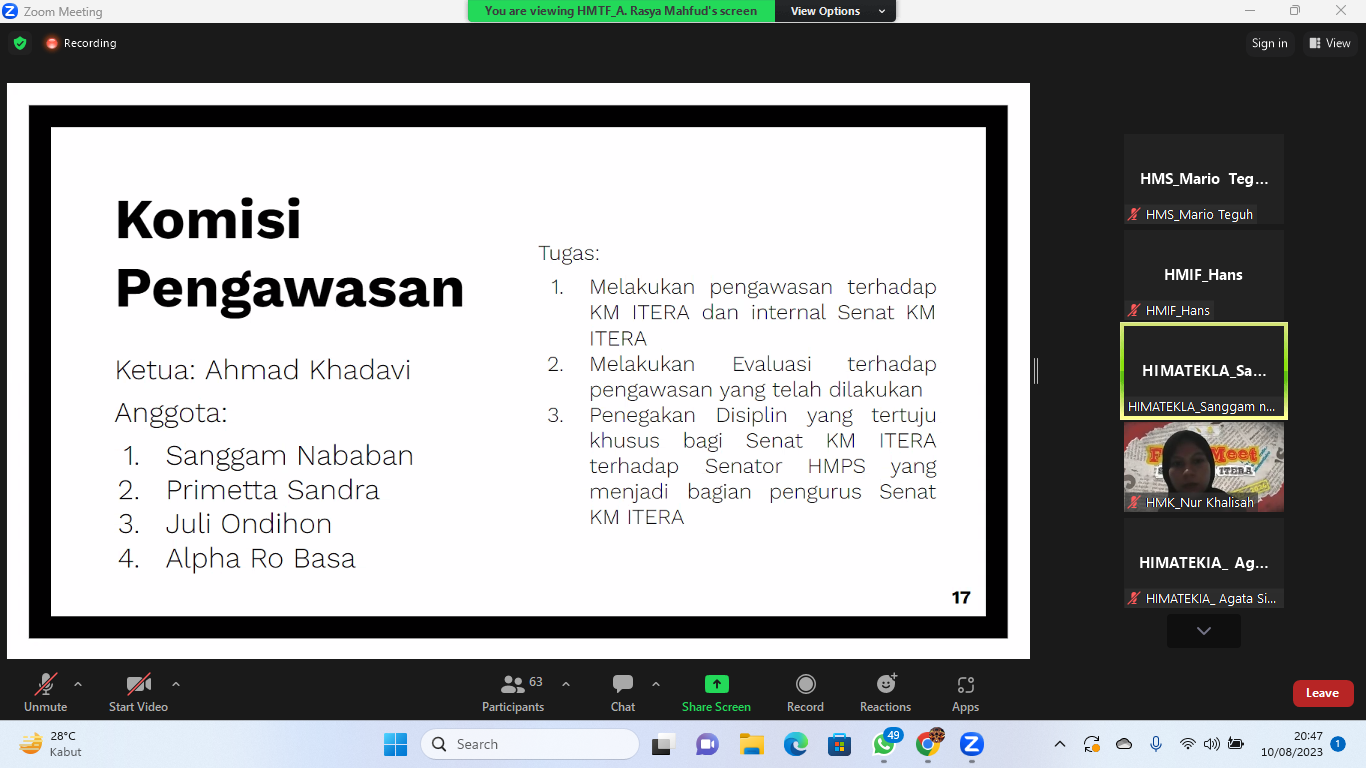 Zoom Meeting
You are viewing HMTF_A. Rasya Mahfud's screen
View Options
Recording
Sign in
View
Komisi
Pengawasan
Ketua: Ahmad Khadavi
Anggota:
1. Sanggam Nababan
2. Primetta Sandra
3. Juli Ondihon
4. Alpha Ro Basa
Tugas:
1. Melakukan pengawasan terhadap
KM ITERA dan internal Senat KM
ITERA
2. Melakukan Evaluasi terhadap
pengawasan yang telah dilakukan
3. Penegakan Disiplin yang tertuju
khusus bagi Senat KM ITERA
terhadap Senator HMPS yang
menjadi bagian pengurus Senat
KM ITERA
17
HMS_Mario Teg...
HMS_Mario Teguh
HMIF_Hans
HMIF_Hans
HIMATEKLA_Sa...
HIMATEKLA_Sanggam n...
Meet
ITERA
HMK_Nur Khalisah
HIMATEKIA_ Ag...
HIMATEKIA_ Agata Si...
Unmute
Start Video
Participants
63
Chat
Share Screen
Record
Reactions
Apps
Leave
28°C
Kabut
Search
49
20:47
10/08/2023
1